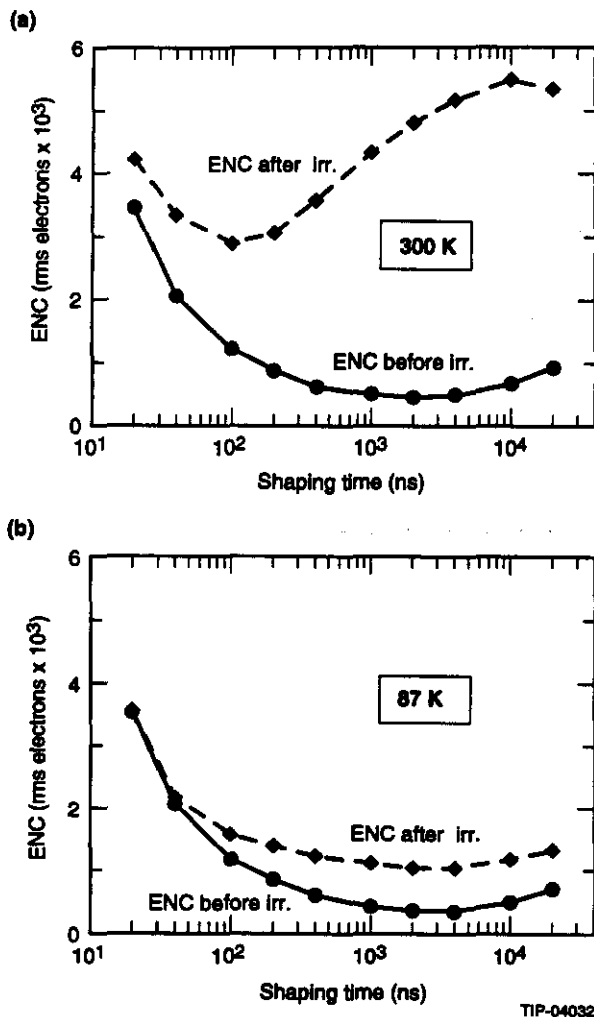 (a)
6
4
2
0
ENC (rms electrons x 10³)
ENC after irr.
300 K
ENC before irr.
10¹ 10² 10³ 10⁴
Shaping time (ns)
(b)
6
4
2
0
ENC (rms electrons x 10³)
87 K
ENC after irr.
ENC before irr.
10¹ 10² 10³ 10⁴
Shaping time (ns)
TIP-04032